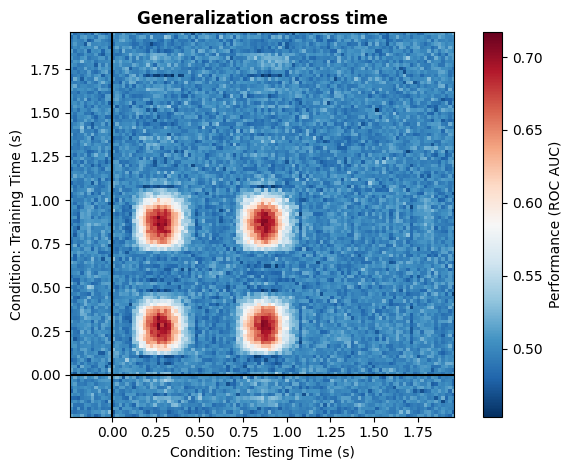 Generalization across time
Condition: Training Time (s)
1.75
1.50
1.25
1.00
0.75
0.50
0.25
0.00
0.00 0.25 0.50 0.75 1.00 1.25 1.50 1.75
Condition: Testing Time (s)
0.70
0.65
0.60
0.55
0.50
Performance (ROC AUC)